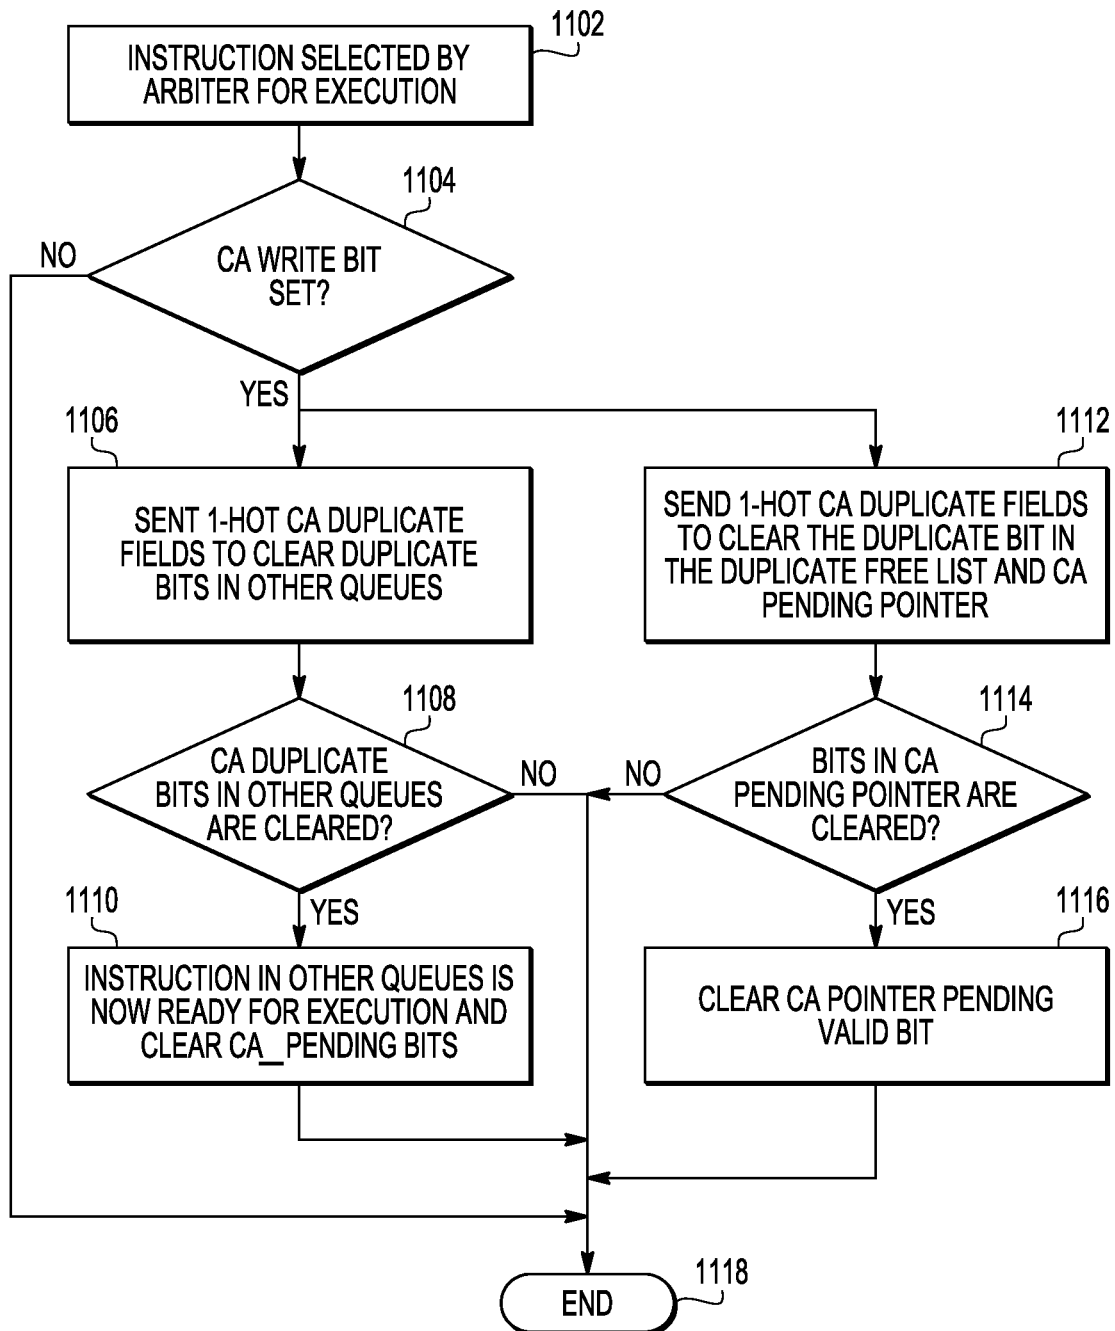 1102
INSTRUCTION SELECTED BY
ARBITER FOR EXECUTION
1104
CA WRITE BIT
SET?
NO
YES
1106
SENT 1-HOT CA DUPLICATE
FIELDS TO CLEAR DUPLICATE
BITS IN OTHER QUEUES
1112
SEND 1-HOT CA DUPLICATE FIELDS
TO CLEAR THE DUPLICATE BIT IN
THE DUPLICATE FREE LIST AND CA
PENDING POINTER
1108
CA DUPLICATE
BITS IN OTHER QUEUES
ARE CLEARED?
NO
YES
1114
BITS IN CA
PENDING POINTER ARE
CLEARED?
NO
YES
1110
INSTRUCTION IN OTHER QUEUES IS
NOW READY FOR EXECUTION AND
CLEAR CA_PENDING BITS
1116
CLEAR CA POINTER PENDING
VALID BIT
END
1118